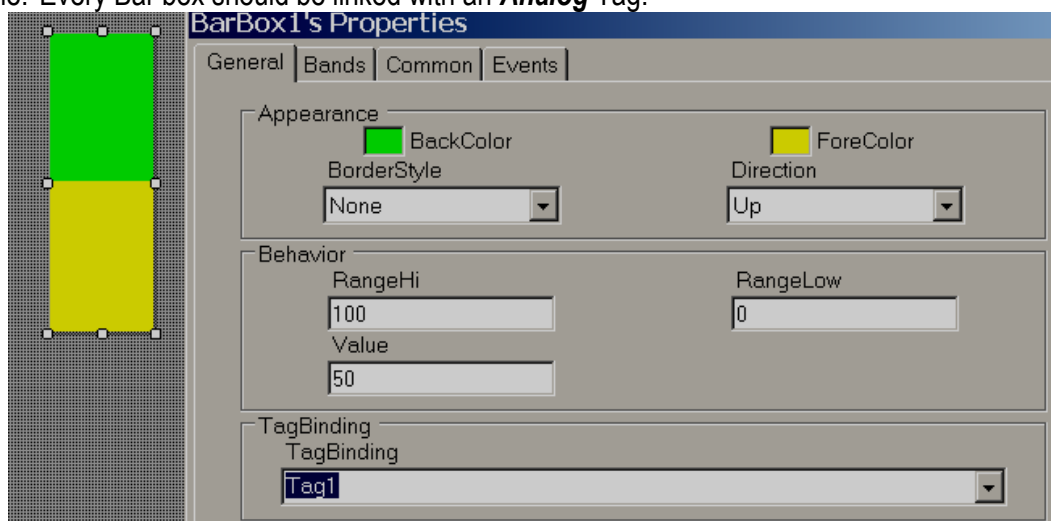 Every Bar box should be linked with an Analog Tag.
BarBox1's Properties
General Bands Common Events
Appearance
BackColor ForeColor
BorderStyle Direction
None Up
Behavior
RangeHi RangeLow
100 0
Value
50
TagBinding
TagBinding
Tag1